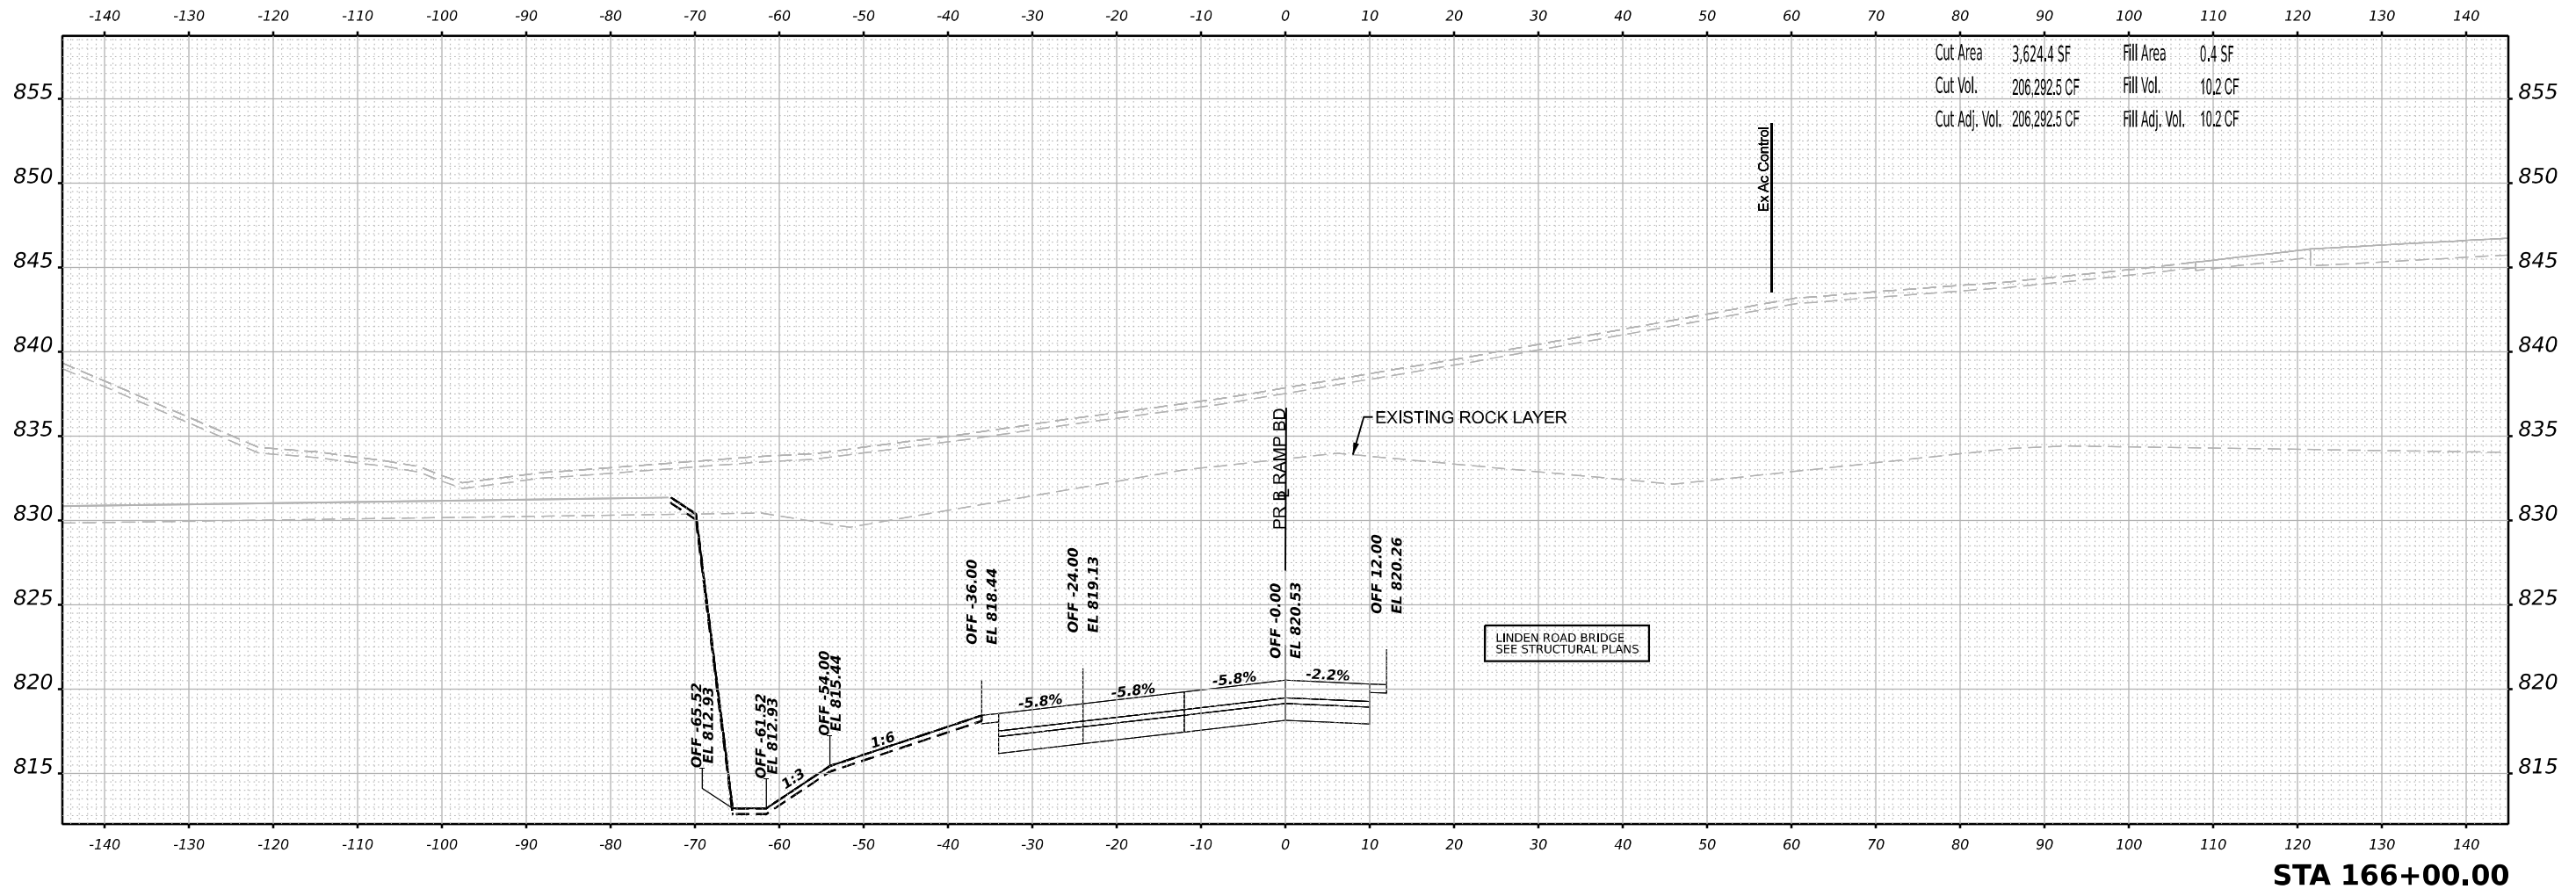 -140 -130 -120 -110 -100 -90 -80 -70 -60 -50 -40 -30 -20 -10 0 10 20 30 40 50 60 70 80 90 100 110 120 130 140
Cut Area 3,624.4 SF Fill Area 0.4 SF
Cut Vol. 206,292.5 CF Fill Vol. 10.2 CF
Cut Adj. Vol. 206,292.5 CF Fill Adj. Vol. 10.2 CF
855 855
Ex Ac Control
850 850
845 845
840 840
835 835
EXISTING ROCK LAYER
PR B RAMP BD
830 830
825 825
OFF -36.00
EL 818.44
OFF -24.00
EL 819.13
OFF -0.00
EL 820.53
OFF 12.00
EL 820.26
LINDEN ROAD BRIDGE
SEE STRUCTURAL PLANS
820 820
OFF -65.52
EL 812.93
OFF -61.52
EL 812.93
OFF -54.00
EL 815.44
-5.8% -5.8% -5.8% -2.2%
1:6
1:3
815 815
-140 -130 -120 -110 -100 -90 -80 -70 -60 -50 -40 -30 -20 -10 0 10 20 30 40 50 60 70 80 90 100 110 120 130 140
STA 166+00.00